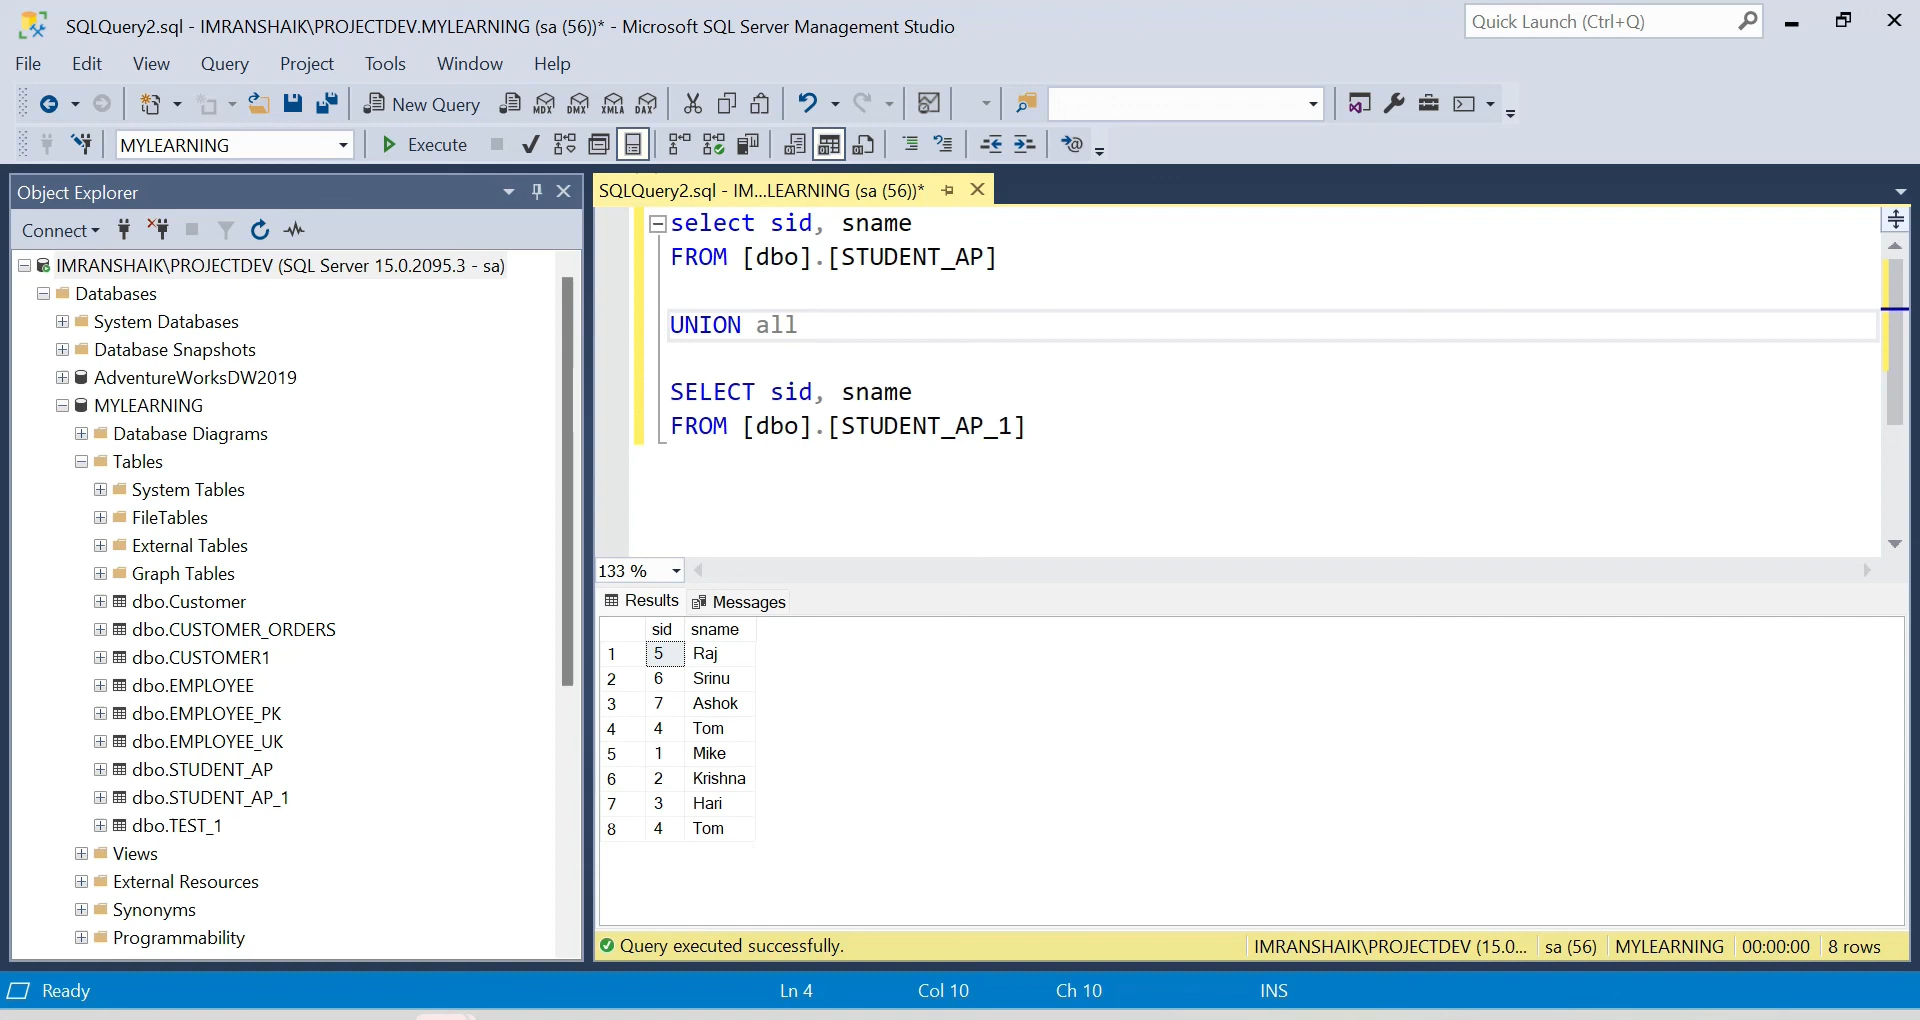 SQLQuery2.sql - IMRANSHAIK\PROJECTDEV.MYLEARNING (sa (56))* - Microsoft SQL Server Management Studio
Quick Launch (Ctrl+Q)
File Edit View Query Project Tools Window Help
New Query MDX DMX XMLA DAX
MYLEARNING Execute
Object Explorer
Connect
IMRANSHAIK\PROJECTDEV (SQL Server 15.0.2095.3 - sa)
Databases
System Databases
Database Snapshots
AdventureWorksDW2019
MYLEARNING
Database Diagrams
Tables
System Tables
FileTables
External Tables
Graph Tables
dbo.Customer
dbo.CUSTOMER_ORDERS
dbo.CUSTOMER1
dbo.EMPLOYEE
dbo.EMPLOYEE_PK
dbo.EMPLOYEE_UK
dbo.STUDENT_AP
dbo.STUDENT_AP_1
dbo.TEST_1
Views
External Resources
Synonyms
Programmability
SQLQuery2.sql - IM...LEARNING (sa (56))*
select sid, sname
FROM [dbo].[STUDENT_AP]
UNION all
SELECT sid, sname
FROM [dbo].[STUDENT_AP_1]
133 %
Results Messages
sid sname
1 5 Raj
2 6 Srinu
3 7 Ashok
4 4 Tom
5 1 Mike
6 2 Krishna
7 3 Hari
8 4 Tom
Query executed successfully. IMRANSHAIK\PROJECTDEV (15.0... sa (56) MYLEARNING 00:00:00 8 rows
Ready Ln 4 Col 10 Ch 10 INS